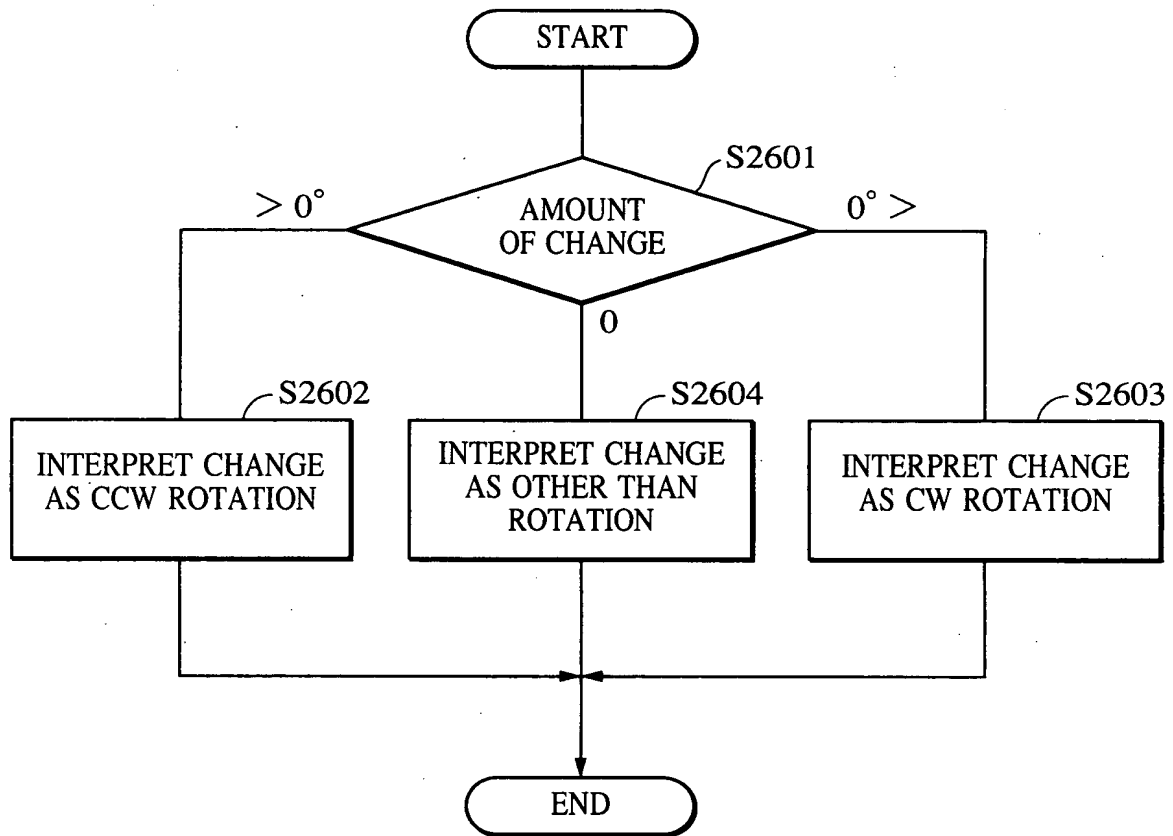 START
S2601
> 0°
AMOUNT
OF CHANGE
0° >
0
S2602
INTERPRET CHANGE
AS CCW ROTATION
S2604
INTERPRET CHANGE
AS OTHER THAN
ROTATION
S2603
INTERPRET CHANGE
AS CW ROTATION
END